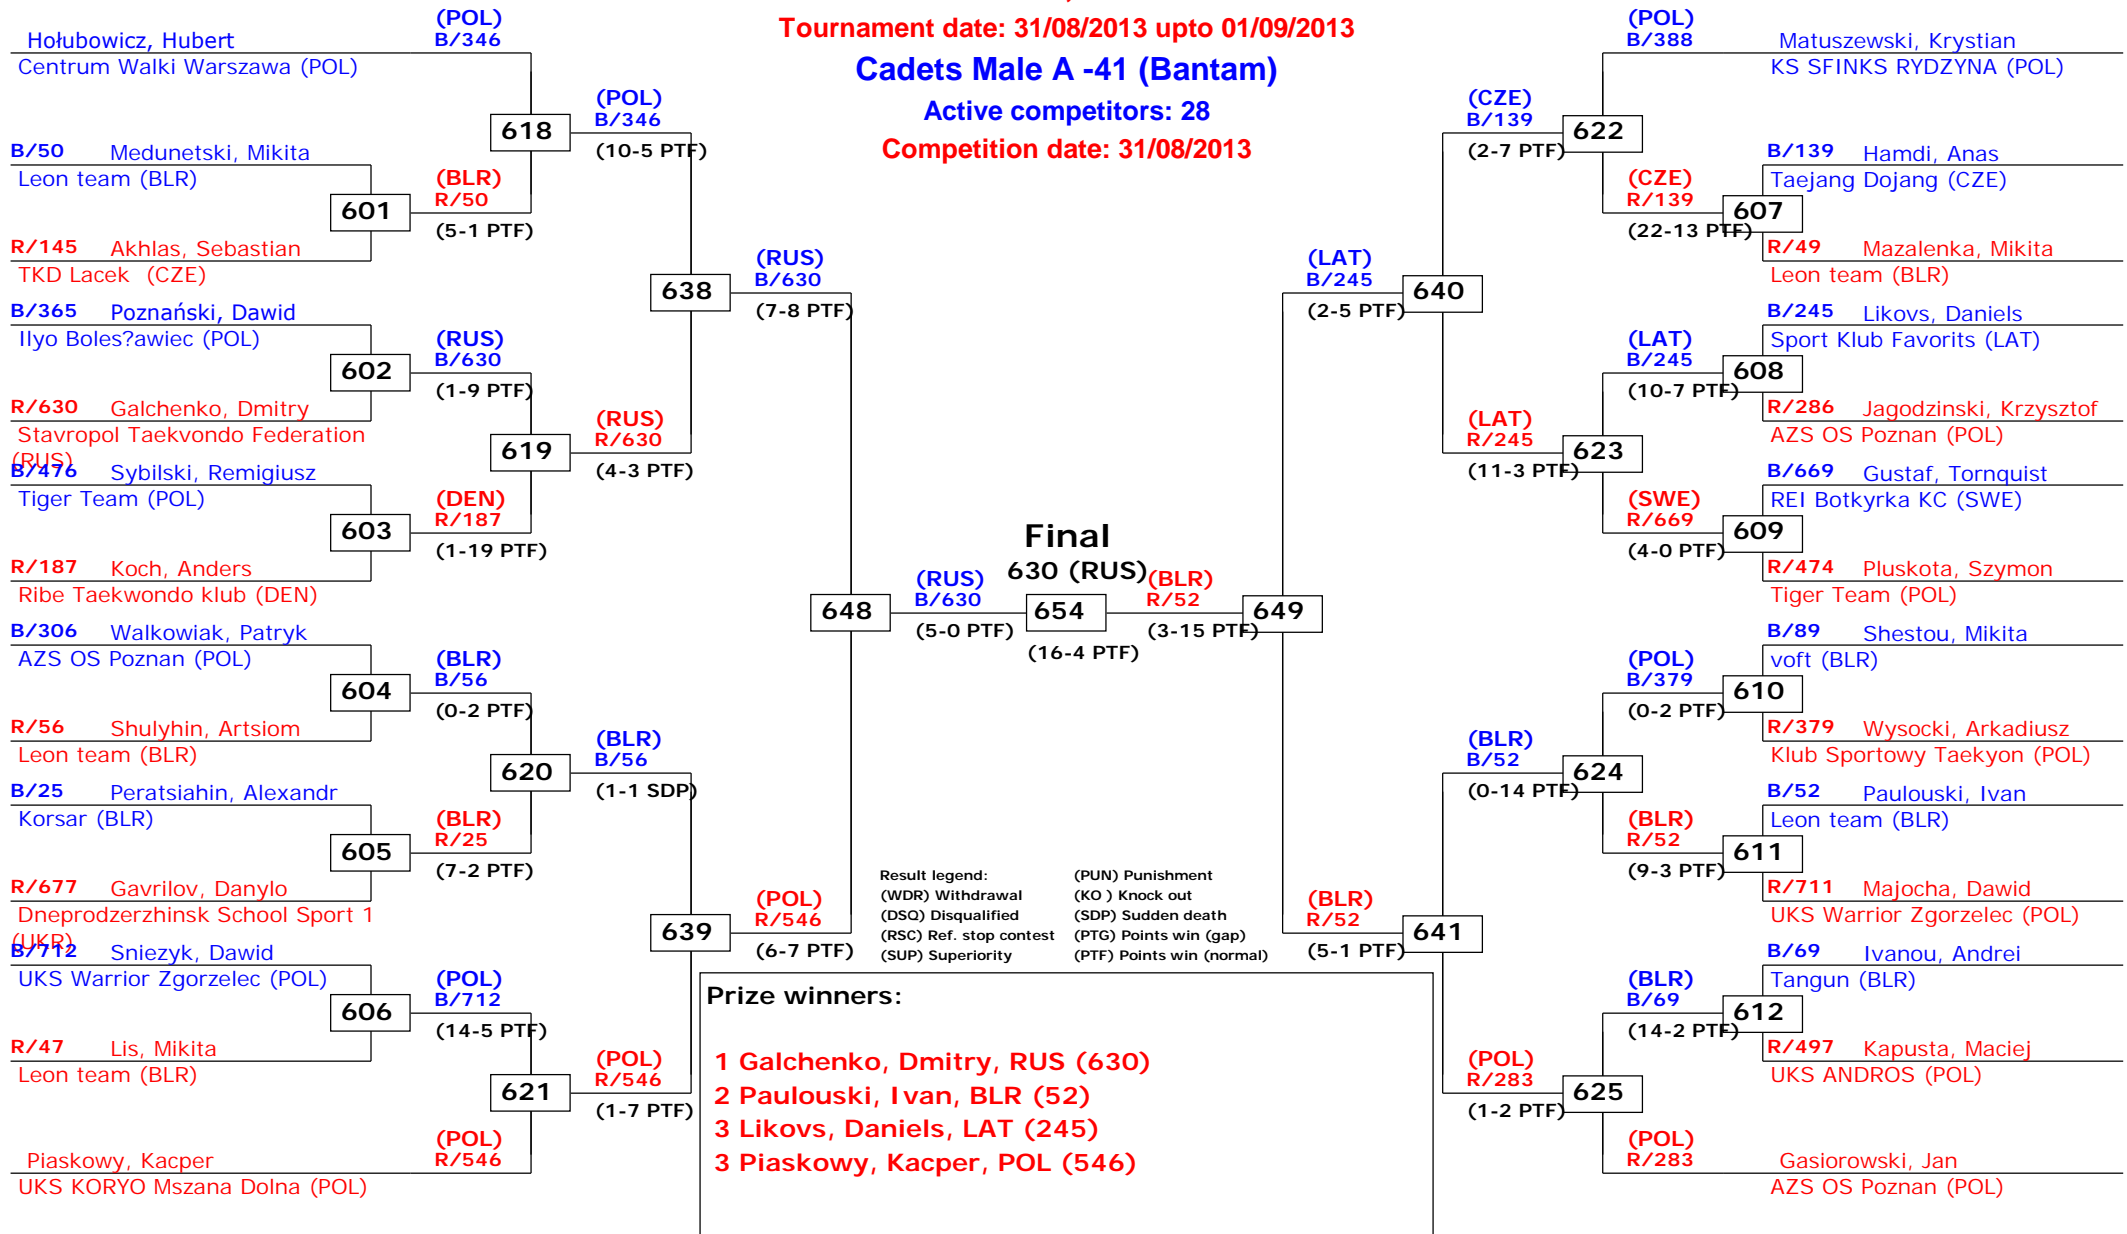 Tournament date: 31/08/2013 upto 01/09/2013
Cadets Male A -41 (Bantam)
Active competitors: 28
Competition date: 31/08/2013
Hołubowicz, Hubert
Centrum Walki Warszawa (POL)
(POL)
B/346
B/50 Medunetski, Mikita
Leon team (BLR)
601
R/145 Akhlas, Sebastian
TKD Lacek (CZE)
(BLR)
R/50
(5-1 PTF)
618
(POL)
B/346
(10-5 PTF)
B/365 Poznański, Dawid
Ilyo Boles?awiec (POL)
602
R/630 Galchenko, Dmitry
Stavropol Taekvondo Federation
(RUS)
(RUS)
B/630
(1-9 PTF)
B/476 Sybilski, Remigiusz
Tiger Team (POL)
603
R/187 Koch, Anders
Ribe Taekwondo klub (DEN)
(DEN)
R/187
(1-19 PTF)
619
(RUS)
R/630
(4-3 PTF)
638
(RUS)
B/630
(7-8 PTF)
B/306 Walkowiak, Patryk
AZS OS Poznan (POL)
604
R/56 Shulyhin, Artsiom
Leon team (BLR)
(BLR)
B/56
(0-2 PTF)
B/25 Peratsiahin, Alexandr
Korsar (BLR)
605
R/677 Gavrilov, Danylo
Dneprodzerzhinsk School Sport 1
(UKR)
(BLR)
R/25
(7-2 PTF)
620
(BLR)
B/56
(1-1 SDP)
B/712 Sniezyk, Dawid
UKS Warrior Zgorzelec (POL)
606
R/47 Lis, Mikita
Leon team (BLR)
(POL)
B/712
(14-5 PTF)
621
Piaskowy, Kacper
UKS KORYO Mszana Dolna (POL)
(POL)
R/546
(POL)
R/546
(1-7 PTF)
639
(POL)
R/546
(6-7 PTF)
648
(RUS)
B/630
(5-0 PTF)
Final
630 (RUS)
654
(16-4 PTF)
(BLR)
R/52
(3-15 PTF)
649
(LAT)
B/245
(2-5 PTF)
640
(CZE)
B/139
(2-7 PTF)
622
(POL)
B/388
Matuszewski, Krystian
KS SFINKS RYDZYNA (POL)
(CZE)
R/139
(22-13 PTF)
607
B/139 Hamdi, Anas
Taejang Dojang (CZE)
R/49 Mazalenka, Mikita
Leon team (BLR)
(LAT)
R/245
(11-3 PTF)
623
(LAT)
B/245
(10-7 PTF)
608
B/245 Likovs, Daniels
Sport Klub Favorits (LAT)
R/286 Jagodzinski, Krzysztof
AZS OS Poznan (POL)
(SWE)
R/669
(4-0 PTF)
609
B/669 Gustaf, Tornquist
REI Botkyrka KC (SWE)
R/474 Pluskota, Szymon
Tiger Team (POL)
(BLR)
R/52
(5-1 PTF)
641
(BLR)
B/52
(0-14 PTF)
624
(POL)
B/379
(0-2 PTF)
610
B/89 Shestou, Mikita
voft (BLR)
R/379 Wysocki, Arkadiusz
Klub Sportowy Taekyon (POL)
(BLR)
R/52
(9-3 PTF)
611
B/52 Paulouski, Ivan
Leon team (BLR)
R/711 Majocha, Dawid
UKS Warrior Zgorzelec (POL)
(POL)
R/283
(1-2 PTF)
625
(BLR)
B/69
(14-2 PTF)
612
B/69 Ivanou, Andrei
Tangun (BLR)
R/497 Kapusta, Maciej
UKS ANDROS (POL)
(POL)
R/283
Gasiorowski, Jan
AZS OS Poznan (POL)
Result legend:
(WDR) Withdrawal
(DSQ) Disqualified
(RSC) Ref. stop contest
(SUP) Superiority
(PUN) Punishment
(KO ) Knock out
(SDP) Sudden death
(PTG) Points win (gap)
(PTF) Points win (normal)
Prize winners:
1 Galchenko, Dmitry, RUS (630)
2 Paulouski, Ivan, BLR (52)
3 Likovs, Daniels, LAT (245)
3 Piaskowy, Kacper, POL (546)